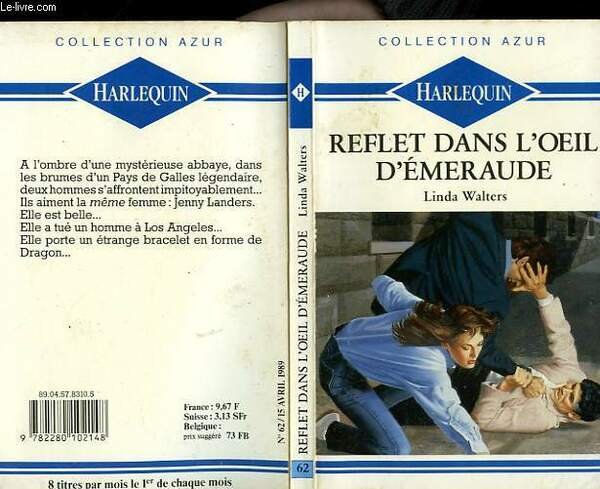 Le-livre.com
COLLECTION AZUR
HARLEQUIN
A l'ombre d'une mystérieuse abbaye, dans
les brumes d'un Pays de Galles légendaire,
deux hommes s'affrontent impitoyablement...
Ils aiment la même femme : Jenny Landers.
Elle est belle...
Elle a tué un homme à Los Angeles...
Elle porte un étrange bracelet en forme de
Dragon...
89.04.57.8310.5
9 782280 102148
France : 9,67 F
Suisse : 3.13 SFr
Belgique :
prix suggéré 73 FB
8 titres par mois le 1er de chaque mois
H
Linda Walters
REFLET DANS L'OEIL D'ÉMERAUDE
N° 62/15 AVRIL 1989
62
COLLECTION AZUR
HARLEQUIN
REFLET DANS L'OEIL
D'ÉMERAUDE
Linda Walters